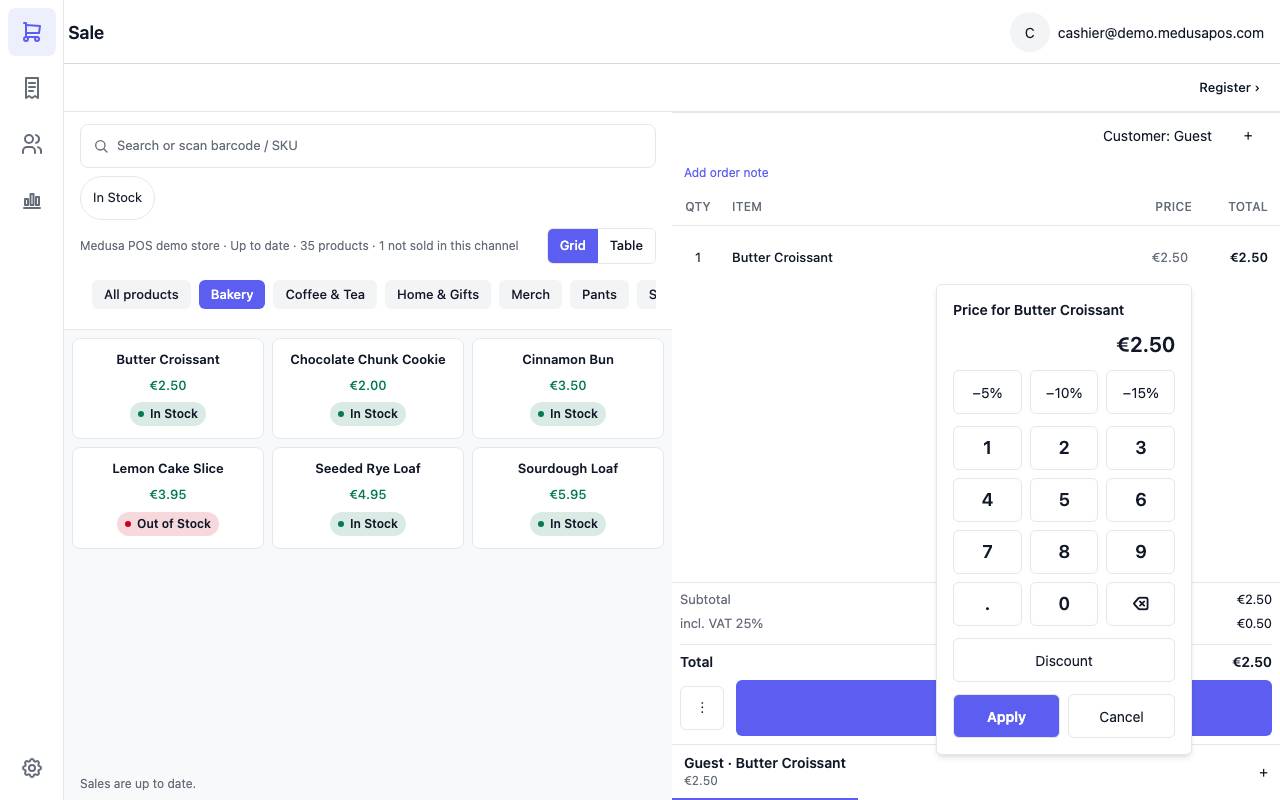 Sale
C
cashier@demo.medusapos.com
Register ›
Search or scan barcode / SKU
In Stock
Medusa POS demo store · Up to date · 35 products · 1 not sold in this channel
Grid
Table
All products
Bakery
Coffee & Tea
Home & Gifts
Merch
Pants
S
Butter Croissant
€2.50
In Stock
Chocolate Chunk Cookie
€2.00
In Stock
Cinnamon Bun
€3.50
In Stock
Lemon Cake Slice
€3.95
Out of Stock
Seeded Rye Loaf
€4.95
In Stock
Sourdough Loaf
€5.95
In Stock
Sales are up to date.
Customer: Guest
+
Add order note
QTY ITEM PRICE TOTAL
1 Butter Croissant €2.50 €2.50
Price for Butter Croissant
€2.50
−5% −10% −15%
1 2 3
4 5 6
7 8 9
. 0
Discount
Apply
Cancel
Subtotal €2.50
incl. VAT 25% €0.50
Total €2.50
⋮
Guest · Butter Croissant
€2.50
+